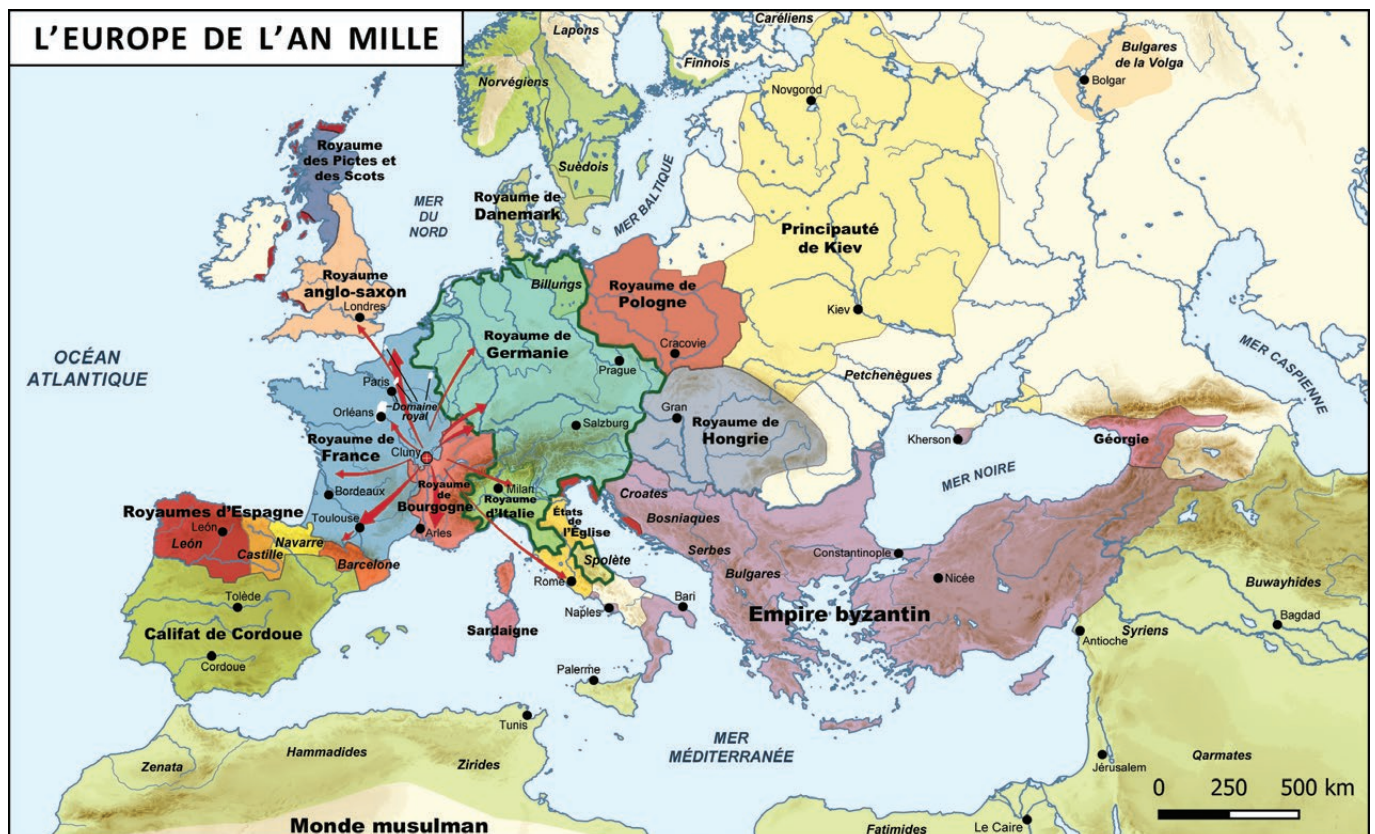 L'EUROPE DE L'AN MILLE
Lapons
Caréliens
Finnois
Norvégiens
Suédois
Novgorod
Bulgares
de la Volga
Bolgar
Royaume
des Pictes et
des Scots
MER
DU
NORD
Royaume de
Danemark
MER BALTIQUE
Principauté
de Kiev
Kiev
Royaume
anglo-saxon
Londres
Billungs
Royaume de
Pologne
Cracovie
Royaume de
Germanie
Prague
OCÉAN
ATLANTIQUE
Paris
Domaine
royal
Orléans
Salzburg
Petchenègues
MER CASPIENNE
Gran
Royaume de
Hongrie
Kherson
Géorgie
MER NOIRE
Royaume de
France
Cluny
Bordeaux
Toulouse
Royaume
de
Bourgogne
Arles
Milan
Royaume
d'Italie
États
de
l'Église
Spolète
Rome
Naples
Bari
Croates
Bosniaques
Serbes
Bulgares
Constantinople
Nicée
Empire byzantin
Royaumes d'Espagne
León
León
Castille
Navarre
Barcelone
Tolède
Califat de Cordoue
Cordoue
Sardaigne
Palerme
Tunis
MER
MÉDITERRANÉE
Buwayhides
Bagdad
Syriens
Antioche
Jérusalem
Qarmates
Zenata
Hammadides
Zirides
Monde musulman
Fatimides
Le Caire
0 250 500 km